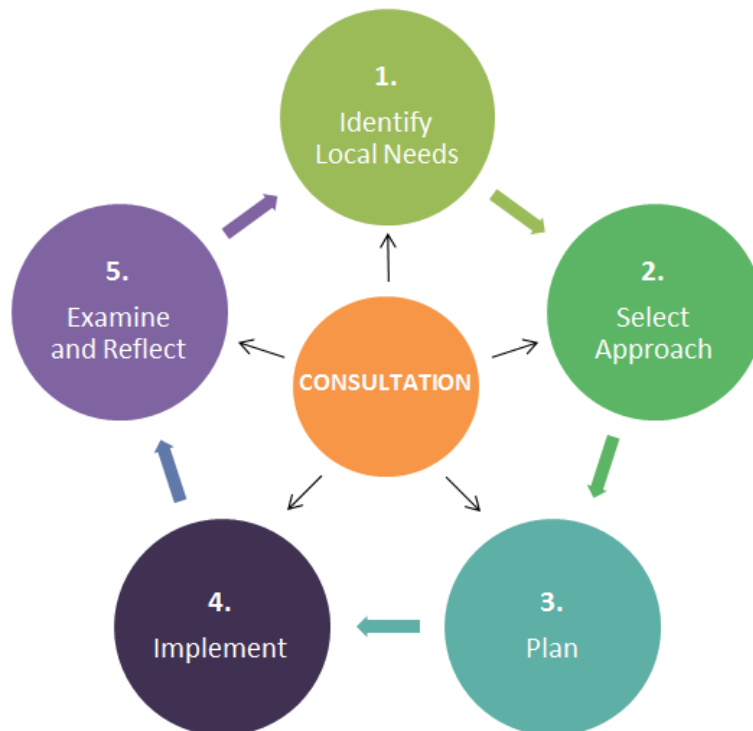 1.
Identify
Local Needs
2.
Select
Approach
3.
Plan
4.
Implement
5.
Examine
and Reflect
CONSULTATION